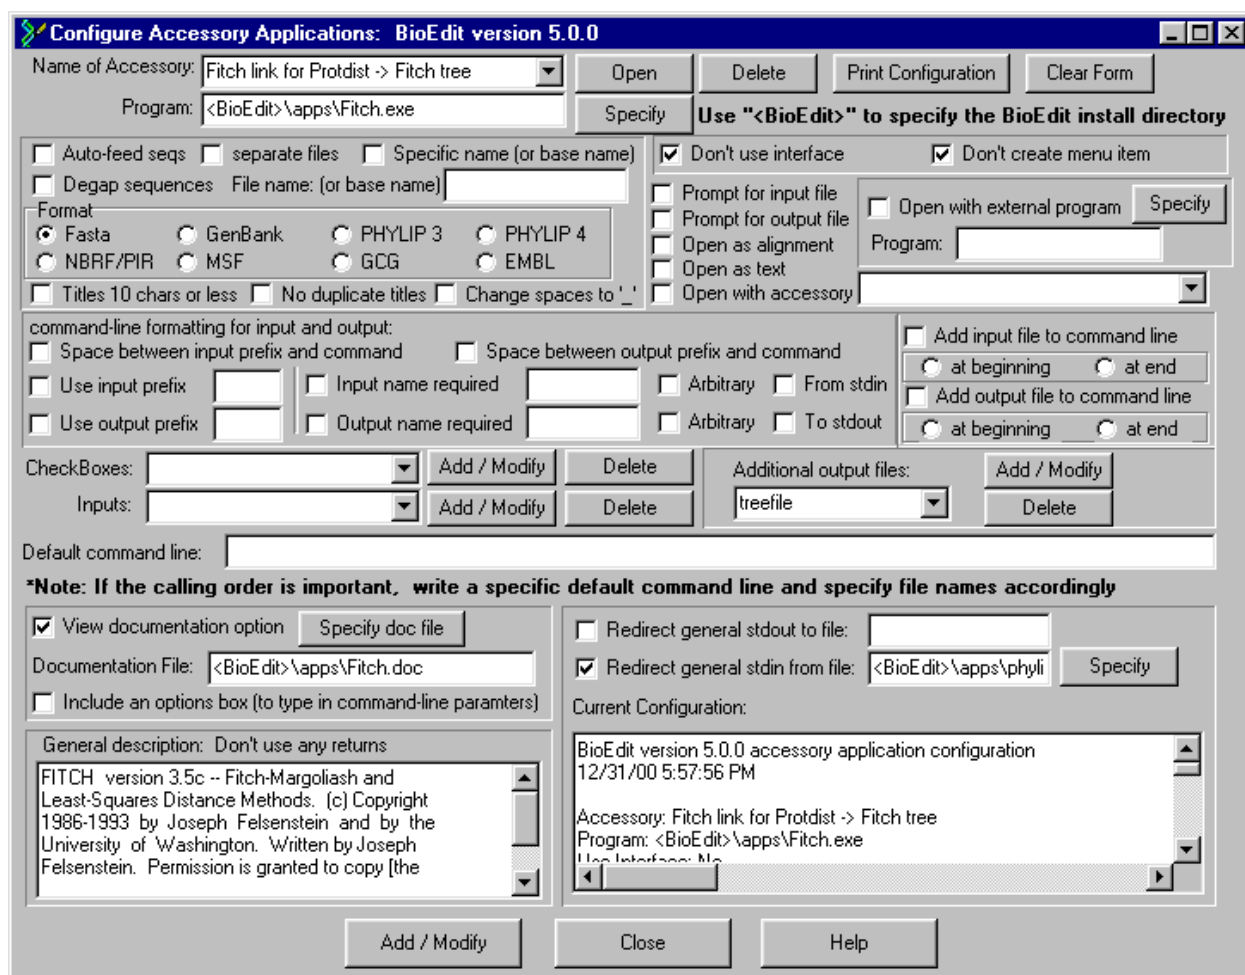 Configure Accessory Applications: BioEdit version 5.0.0
Name of Accessory: Fitch link for Protdist -> Fitch tree Open Delete Print Configuration Clear Form
Program: <BioEdit>\apps\Fitch.exe Specify Use "<BioEdit>" to specify the BioEdit install directory
Auto-feed seqs separate files Specific name (or base name)
Degap sequences File name: (or base name)
Format
Fasta GenBank PHYLIP 3 PHYLIP 4
NBRF/PIR MSF GCG EMBL
Titles 10 chars or less No duplicate titles Change spaces to '_'
Don't use interface Don't create menu item
Prompt for input file
Prompt for output file
Open as alignment
Open as text
Open with accessory
Open with external program Specify
Program:
command-line formatting for input and output:
Space between input prefix and command Space between output prefix and command
Use input prefix Input name required Arbitrary From stdin
Use output prefix Output name required Arbitrary To stdout
Add input file to command line
at beginning at end
Add output file to command line
at beginning at end
CheckBoxes: Add / Modify Delete
Inputs: Add / Modify Delete
Additional output files: Add / Modify
treefile Delete
Default command line:
*Note: If the calling order is important, write a specific default command line and specify file names accordingly
View documentation option Specify doc file
Documentation File: <BioEdit>\apps\Fitch.doc
Include an options box (to type in command-line paramters)
General description: Don't use any returns
FITCH version 3.5c -- Fitch-Margoliash and
Least-Squares Distance Methods. (c) Copyright
1986-1993 by Joseph Felsenstein and by the
University of Washington. Written by Joseph
Felsenstein. Permission is granted to copy [the
Redirect general stdout to file:
Redirect general stdin from file: <BioEdit>\apps\phyli Specify
Current Configuration:
BioEdit version 5.0.0 accessory application configuration
12/31/00 5:57:56 PM
Accessory: Fitch link for Protdist -> Fitch tree
Program: <BioEdit>\apps\Fitch.exe
Use Interface: No
Add / Modify Close Help